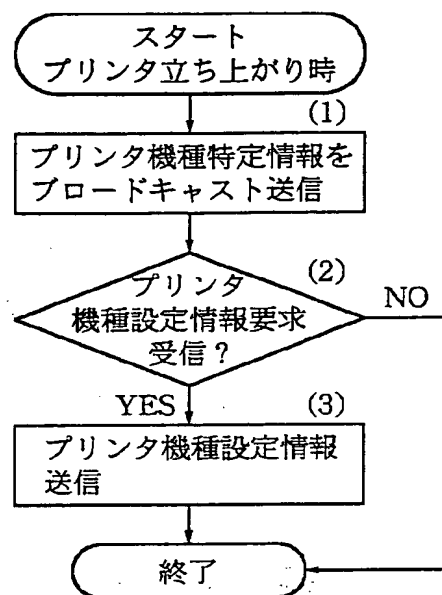 スタート
プリンタ立ち上がり時
(1)
プリンタ機種特定情報を
ブロードキャスト送信
(2)
プリンタ
機種設定情報要求
受信?
NO
YES
(3)
プリンタ機種設定情報
送信
終了